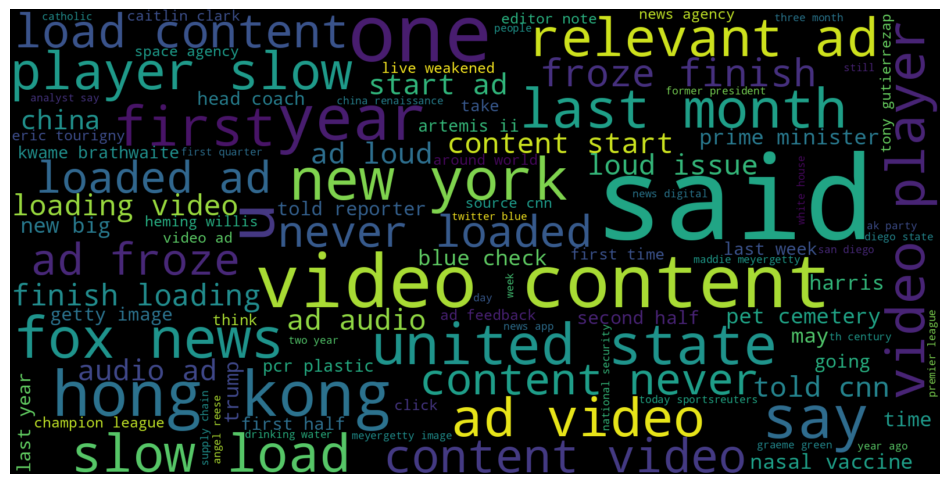 catholic
caitlin clark
load content
one
editor note
people
news agency
three month
relevant ad
space agency
player slow
live weakened
start ad
froze finish
still
tony gutierrezap
video player
analyst say
head coach
china renaissance
take
former president
last month
china
first
year
artemis ii
eric tourigny
content start
prime minister
kwame brathwaite
first quarter
ad loud
around world
loud issue
loaded ad
new york
said
white house
loading video
heming willis
told reporter
source cnn
news digital
u
twitter blue
never loaded
new big
video ad
ak party
diego state
last week
san diego
ad froze
blue check
first time
maddie meyergetty
video content
week
day
harris
finish loading
getty image
think
ad audio
ad feedback
second half
pet cemetery
fox news
two year
news app
united state
may
th century
premier league
national security
audio ad
pcr plastic
going
hong kong
trump
content never
told cnn
last year
click
today sportsreuters
champion league
supply chain
angel reese
first half
ad video
say
time
drinking water
meyergetty image
graeme green
year ago
slow load
content video
nasal vaccine